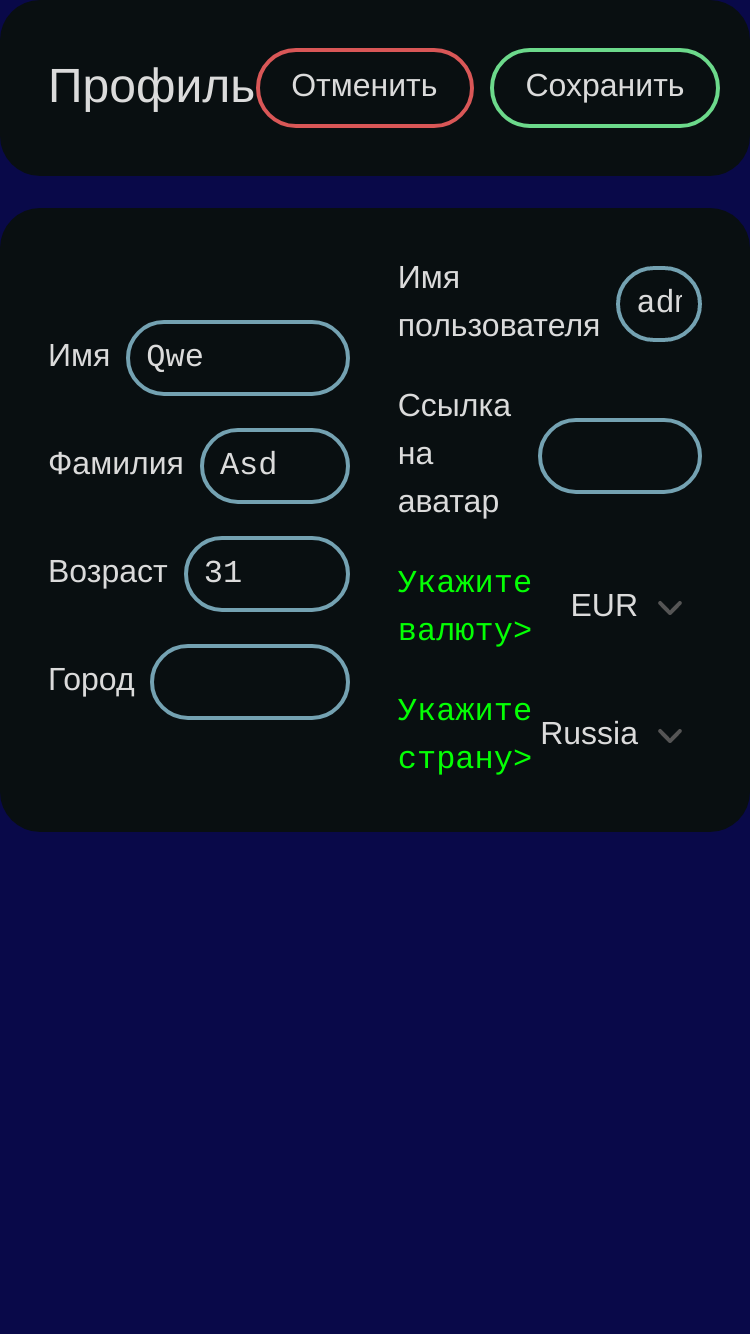 Профиль
Отменить
Сохранить
Имя
Qwe
Фамилия
Asd
Возраст
31
Город
Имя
пользователя
adr
Ссылка
на
аватар
Укажите
валюту>
EUR
Укажите
страну>
Russia